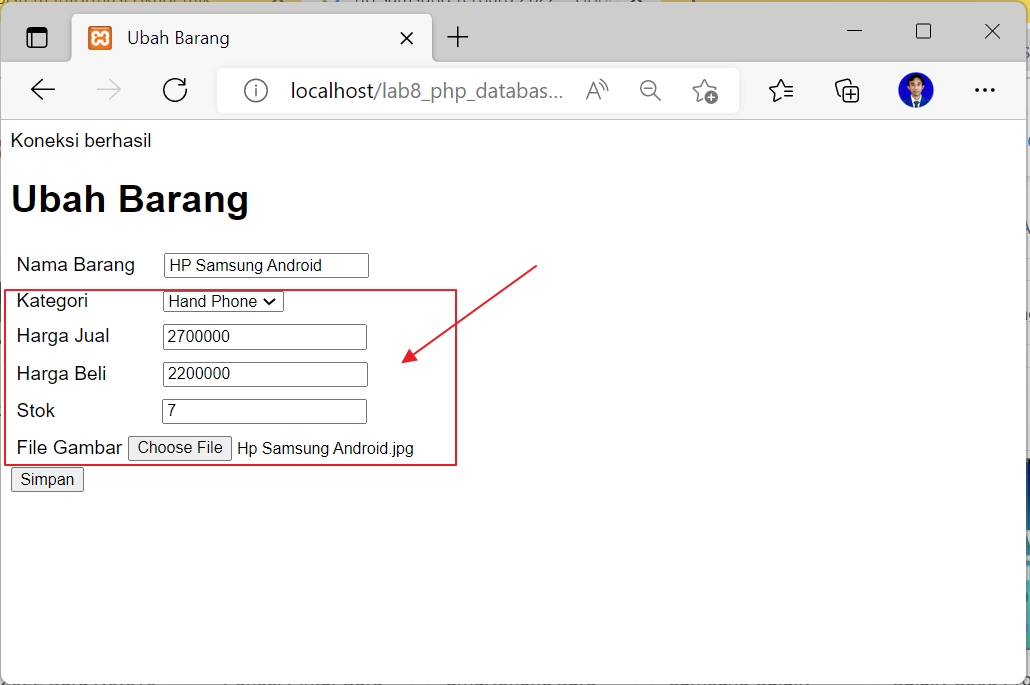 Ubah Barang
localhost/lab8_php_databas...
Koneksi berhasil
Ubah Barang
Nama Barang HP Samsung Android
Kategori Hand Phone
Harga Jual 2700000
Harga Beli 2200000
Stok 7
File Gambar Choose File Hp Samsung Android.jpg
Simpan